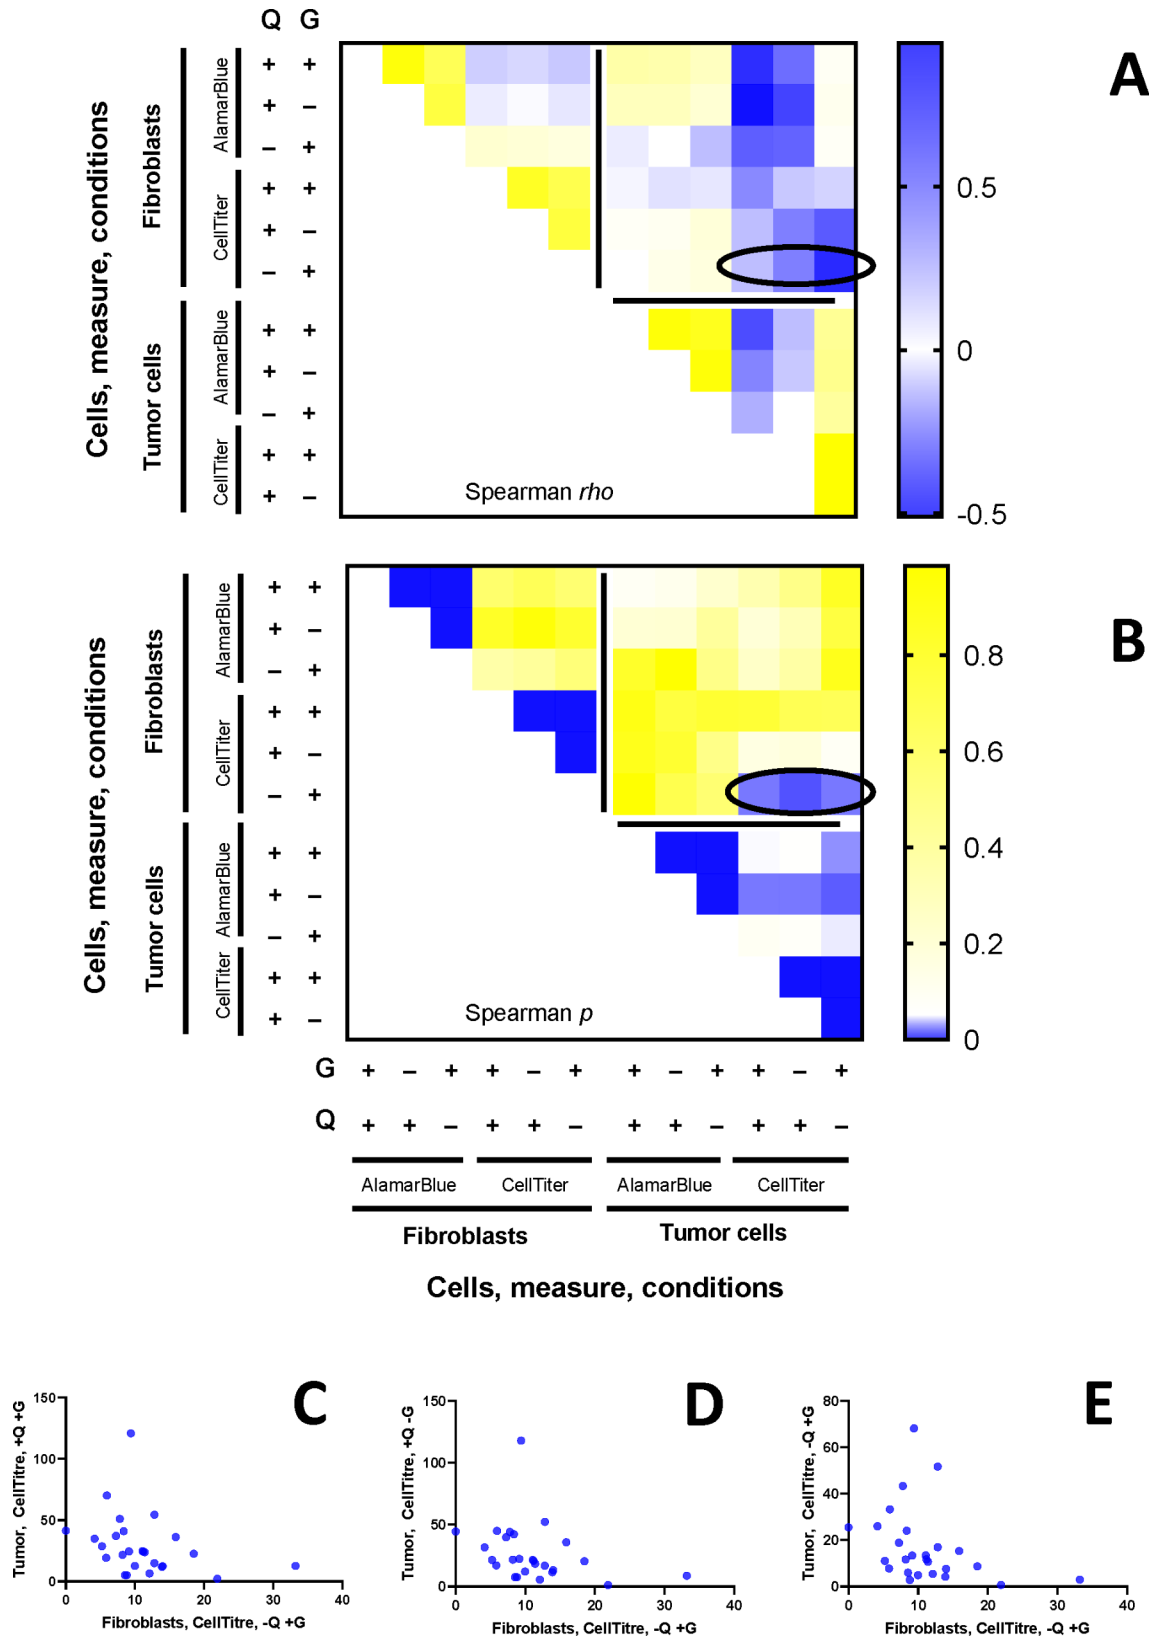 Q G
A
Cells, measure, conditions
Fibroblasts
AlamarBlue
+ +
+ –
– +
CellTiter
+ +
+ –
– +
Tumor cells
AlamarBlue
+ +
+ –
– +
CellTiter
+ +
+ –
Spearman rho
0.5
0
-0.5
B
Cells, measure, conditions
Fibroblasts
AlamarBlue
+ +
+ –
– +
CellTiter
+ +
+ –
– +
Tumor cells
AlamarBlue
+ +
+ –
– +
CellTiter
+ +
+ –
Spearman p
0.8
0.6
0.4
0.2
0
G + – + + – + + – + + – +
Q + + – + + – + + – + + –
AlamarBlue CellTiter AlamarBlue CellTiter
Fibroblasts Tumor cells
Cells, measure, conditions
C
Tumor, CellTitre, +Q +G
150
100
50
0
0 10 20 30 40
Fibroblasts, CellTitre, -Q +G
D
Tumor, CellTitre, +Q -G
150
100
50
0
0 10 20 30 40
Fibroblasts, CellTitre, -Q +G
E
Tumor, CellTitre, -Q +G
80
60
40
20
0
0 10 20 30 40
Fibroblasts, CellTitre, -Q +G